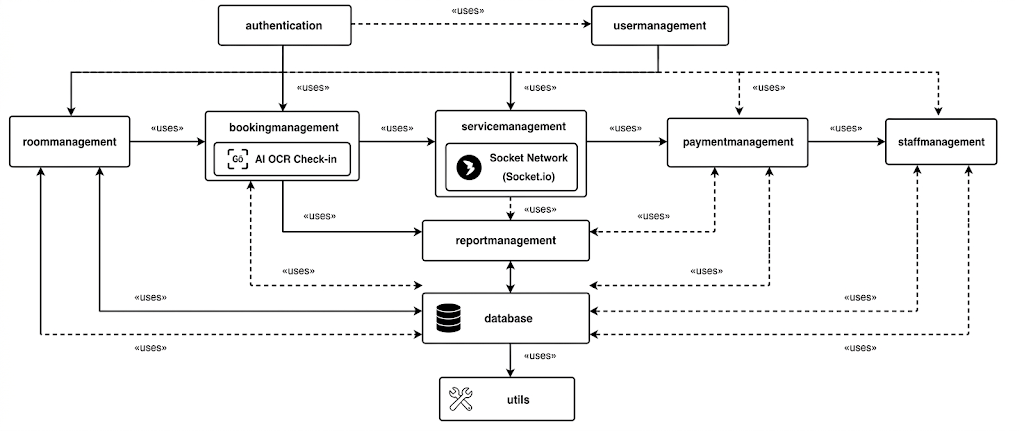 authentication
«uses»
usermanagement
«uses»
«uses»
«uses»
roommanagement
«uses»
bookingmanagement
AI OCR Check-in
«uses»
servicemanagement
Socket Network
(Socket.io)
«uses»
paymentmanagement
«uses»
staffmanagement
«uses»
«uses»
«uses»
reportmanagement
«uses»
«uses»
«uses»
«uses»
database
«uses»
«uses»
«uses»
utils